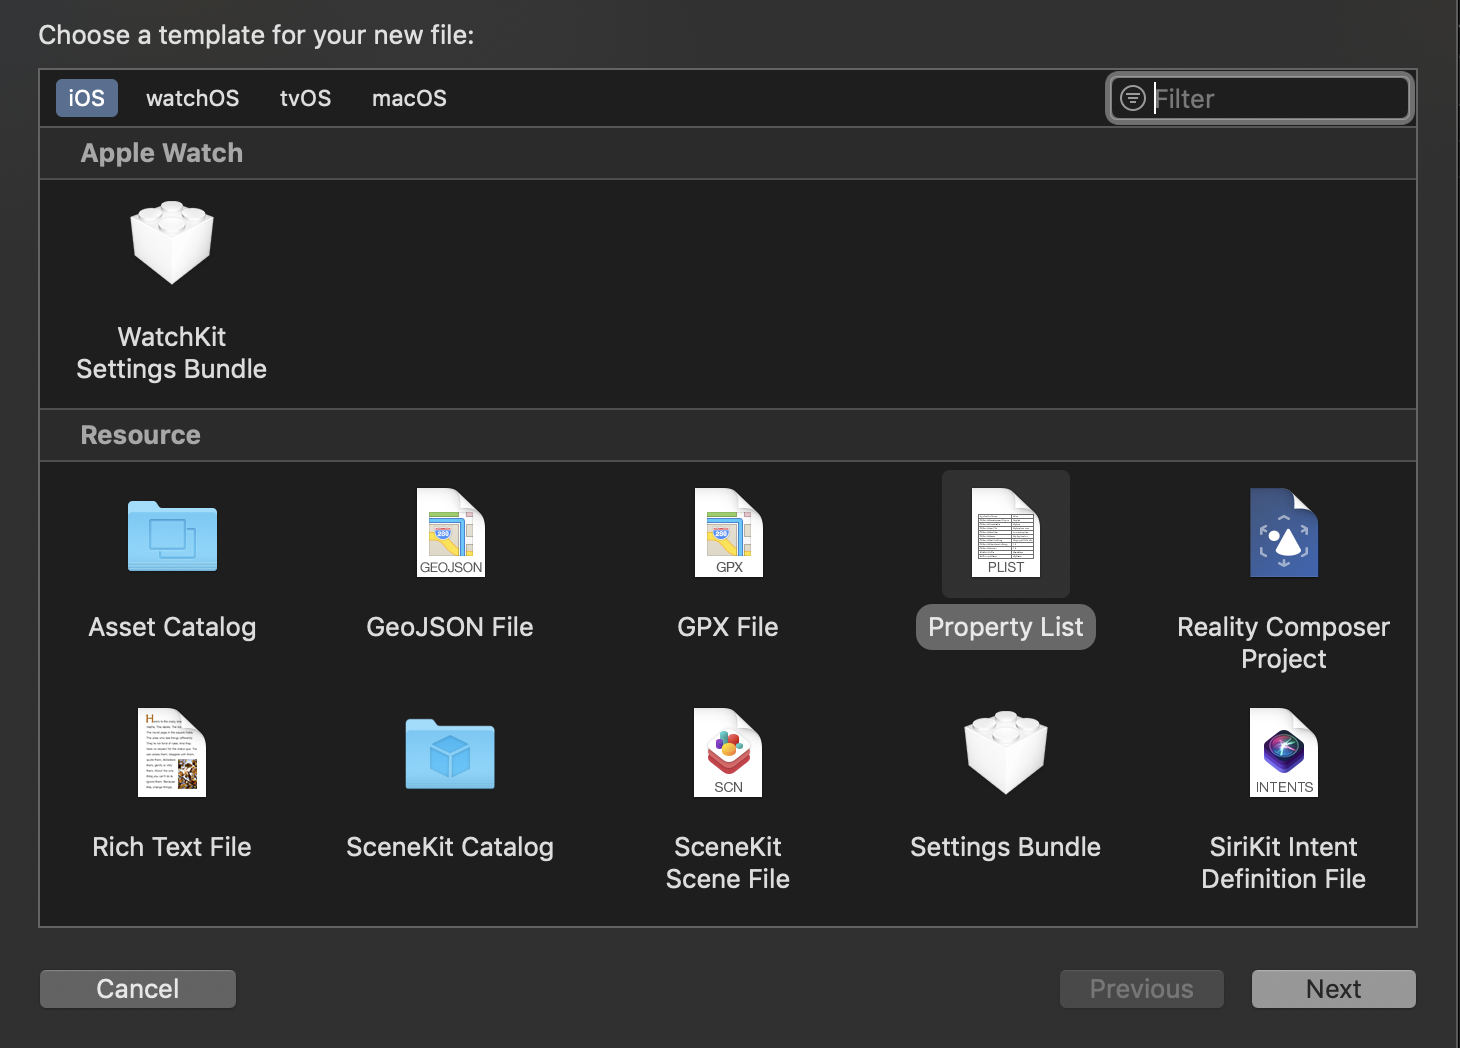 Choose a template for your new file:
iOS watchOS tvOS macOS Filter
Apple Watch
WatchKit
Settings Bundle
Resource
GEOJSON GPX PLIST
Asset Catalog GeoJSON File GPX File Property List Reality Composer
Project
SCN INTENTS
Rich Text File SceneKit Catalog SceneKit Settings Bundle SiriKit Intent
Scene File Definition File
Cancel Previous Next